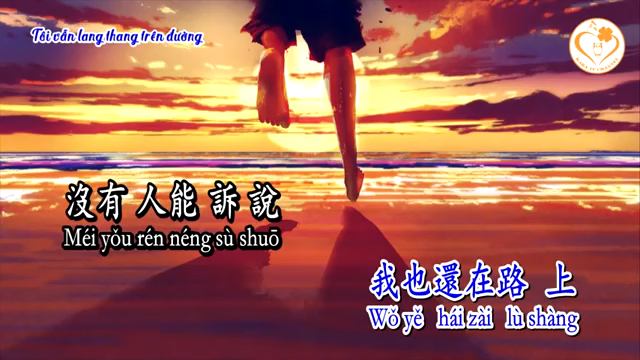 Tôi vẫn lang thang trên đường
沒有人能訴說
Méi yǒu rén néng sù shuō
我也還在路 上
Wǒ yě hái zài lù shàng